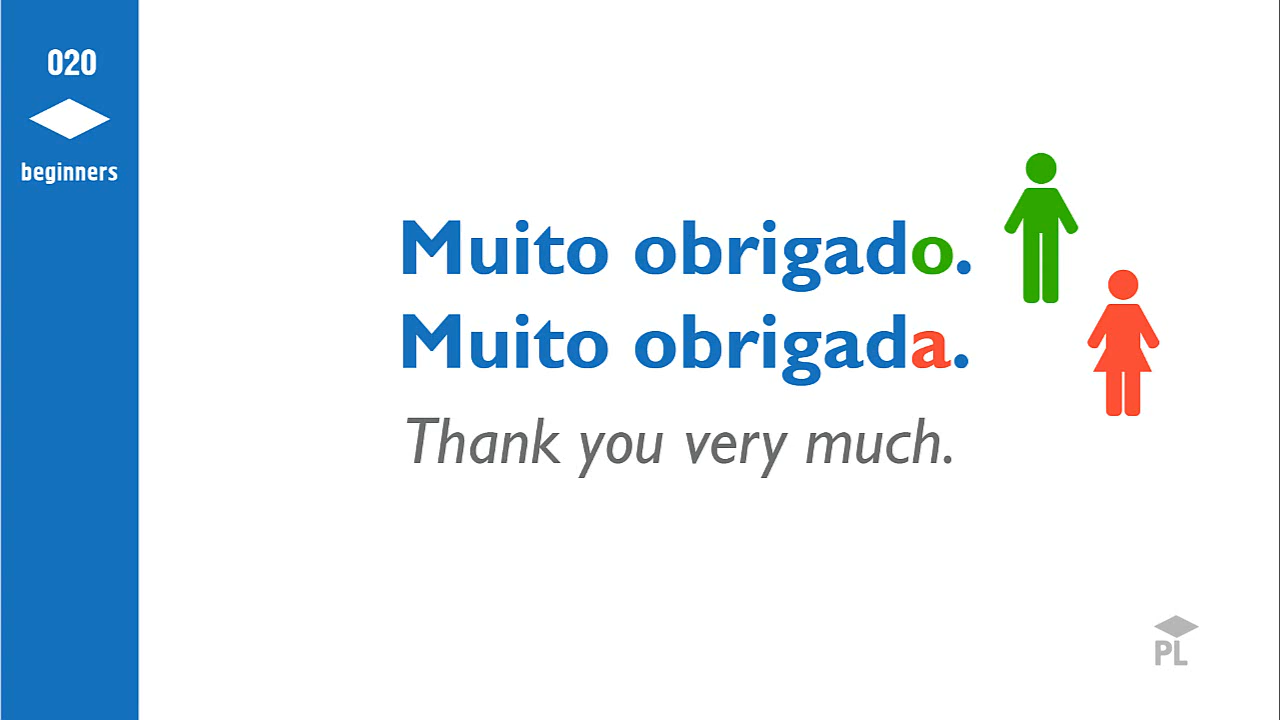 020
beginners
Muito obrigado.
Muito obrigada.
Thank you very much.
PL